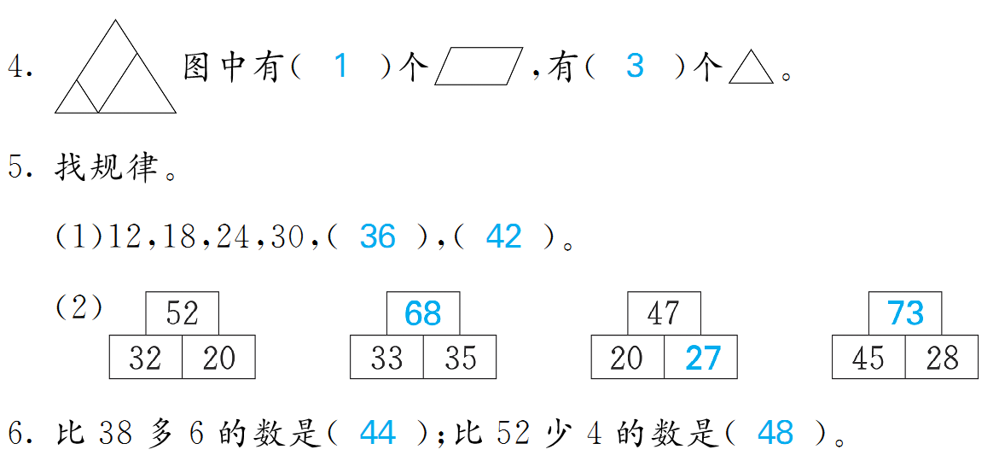 4. 图中有( 1 )个 ,有( 3 )个 。
5. 找规律。
(1)12,18,24,30,( 36 ),( 42 )。
(2) 52 68 47 73
32 20 33 35 20 27 45 28
6. 比 38 多 6 的数是( 44 );比 52 少 4 的数是( 48 )。